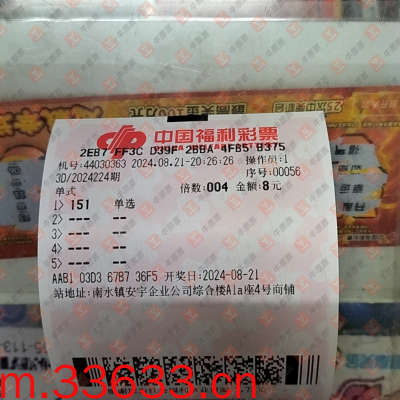 中国福利彩票
2EB7 FF3C D39F 26BA 4F85 B375
机号:44030363 2024.08.21-20:26:26 操作员:1
3D/2024224期 序号:00056
单式 倍数:004 金额:8元
1> 151 单选
2> ---
3> ---
4> ---
5> ---
AAB1 03D3 67B7 36F5 开奖日:2024-08-21
站地址:南水镇安宇企业公司综合楼A1a座4号商铺
m.33633.cn